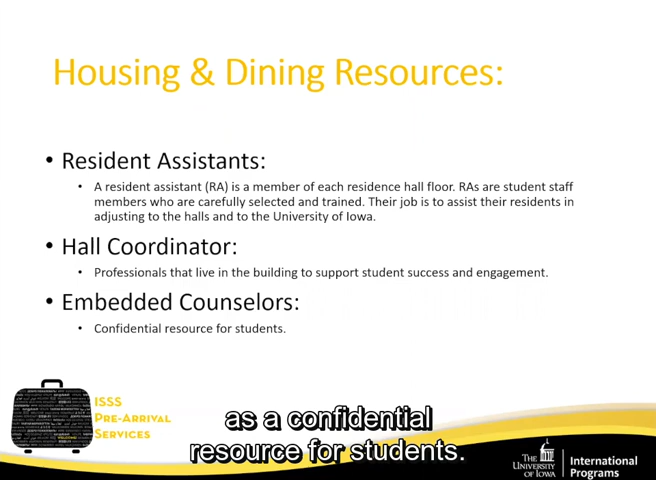 Housing & Dining Resources:
• Resident Assistants:
• A resident assistant (RA) is a member of each residence hall floor. RAs are student staff
members who are carefully selected and trained. Their job is to assist their residents in
adjusting to the halls and to the University of Iowa.
• Hall Coordinator:
• Professionals that live in the building to support student success and engagement.
• Embedded Counselors:
• Confidential resource for students.
ISSS
Pre-Arrival
Services
as a confidential
resource for students.
The
University
of Iowa
International
Programs